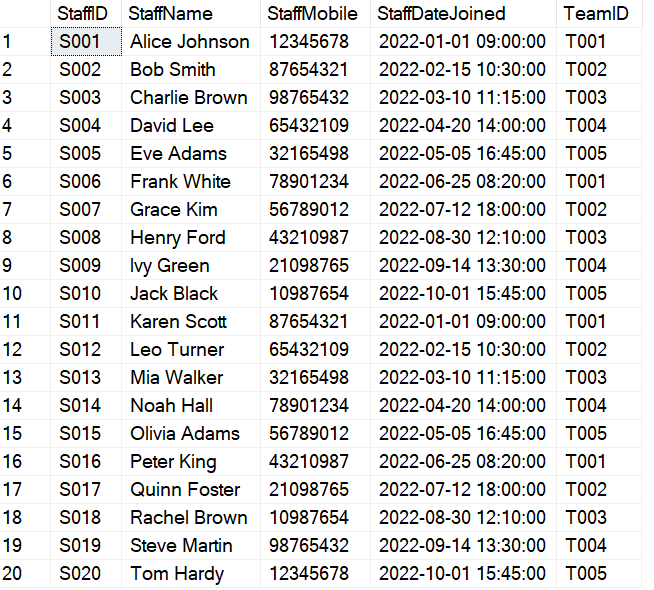 StaffID StaffName StaffMobile StaffDateJoined TeamID
1 S001 Alice Johnson 12345678 2022-01-01 09:00:00 T001
2 S002 Bob Smith 87654321 2022-02-15 10:30:00 T002
3 S003 Charlie Brown 98765432 2022-03-10 11:15:00 T003
4 S004 David Lee 65432109 2022-04-20 14:00:00 T004
5 S005 Eve Adams 32165498 2022-05-05 16:45:00 T005
6 S006 Frank White 78901234 2022-06-25 08:20:00 T001
7 S007 Grace Kim 56789012 2022-07-12 18:00:00 T002
8 S008 Henry Ford 43210987 2022-08-30 12:10:00 T003
9 S009 Ivy Green 21098765 2022-09-14 13:30:00 T004
10 S010 Jack Black 10987654 2022-10-01 15:45:00 T005
11 S011 Karen Scott 87654321 2022-01-01 09:00:00 T001
12 S012 Leo Turner 65432109 2022-02-15 10:30:00 T002
13 S013 Mia Walker 32165498 2022-03-10 11:15:00 T003
14 S014 Noah Hall 78901234 2022-04-20 14:00:00 T004
15 S015 Olivia Adams 56789012 2022-05-05 16:45:00 T005
16 S016 Peter King 43210987 2022-06-25 08:20:00 T001
17 S017 Quinn Foster 21098765 2022-07-12 18:00:00 T002
18 S018 Rachel Brown 10987654 2022-08-30 12:10:00 T003
19 S019 Steve Martin 98765432 2022-09-14 13:30:00 T004
20 S020 Tom Hardy 12345678 2022-10-01 15:45:00 T005